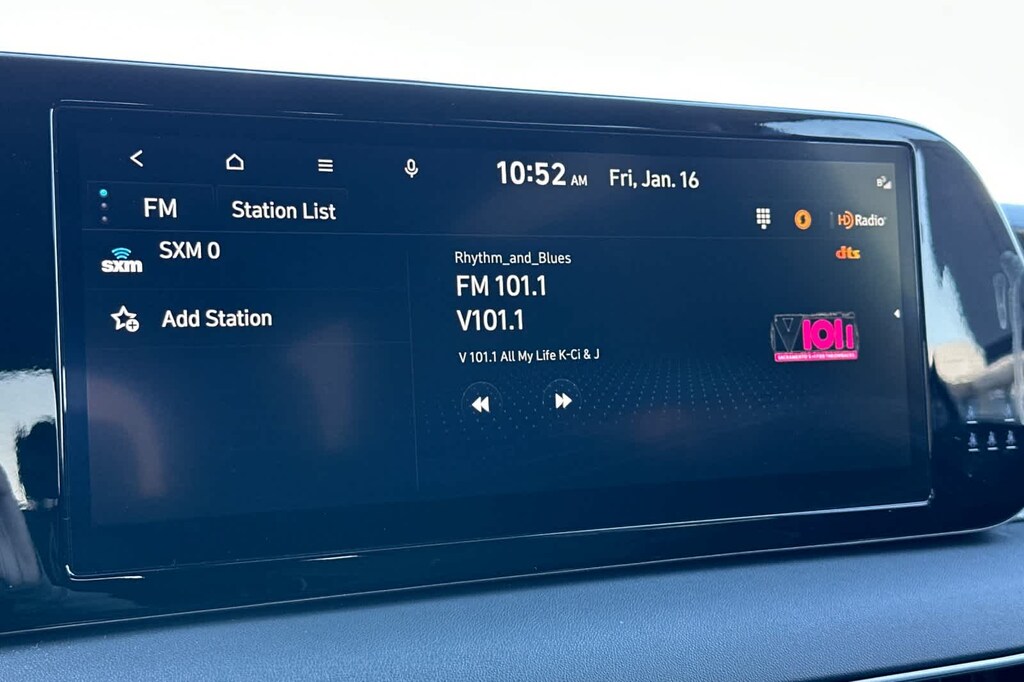 10:52 AM Fri, Jan. 16
FM Station List
HD Radio
sxm SXM 0
dts
Rhythm_and_Blues
FM 101.1
Add Station
V101.1
V 101.1 All My Life K-Ci & J
V 101.1